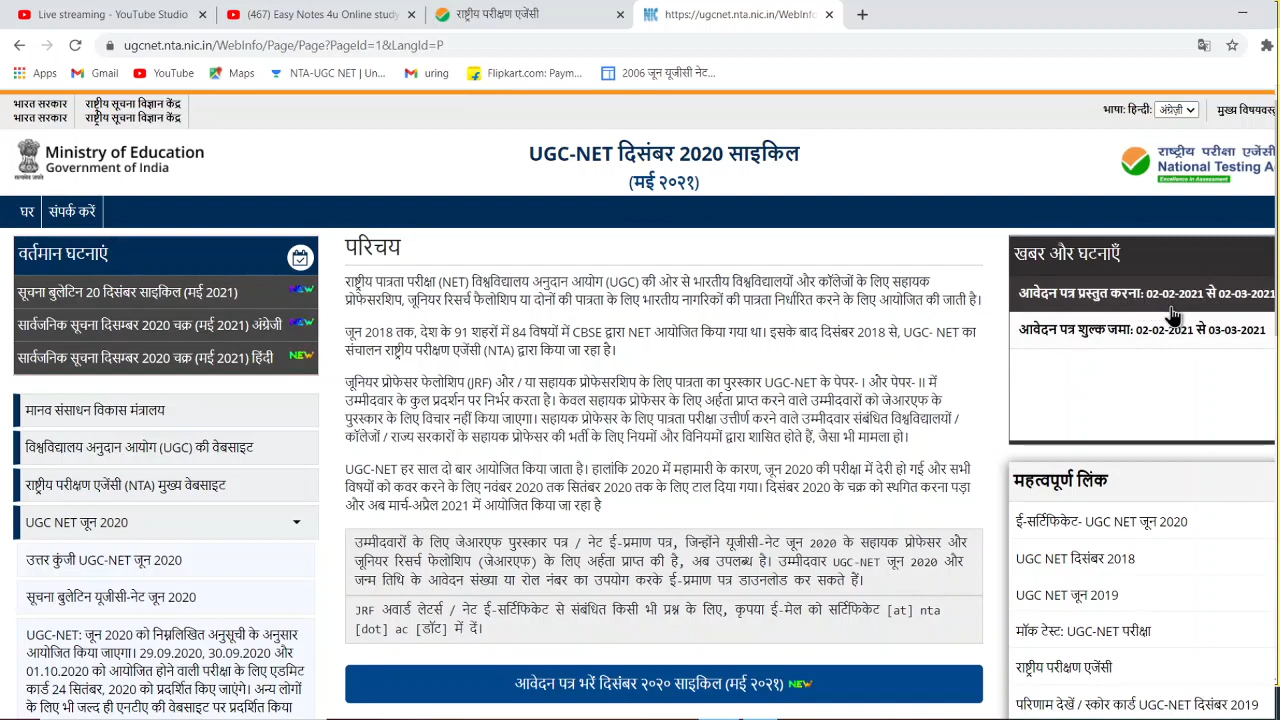 Live streaming - YouTube Studio
(467) Easy Notes 4u Online study
राष्ट्रीय परीक्षण एजेंसी
https://ugcnet.nta.nic.in/WebInfo
ugcnet.nta.nic.in/WebInfo/Page/Page?PageId=1&LangId=P
Apps
Gmail
YouTube
Maps
NTA-UGC NET | Un...
uring
Flipkart.com: Paym...
2006 जून यूजीसी नेट...
भारत सरकार
भारत सरकार
राष्ट्रीय सूचना विज्ञान केंद्र
राष्ट्रीय सूचना विज्ञान केंद्र
भाषा: हिन्दी:
अंग्रेज़ी
मुख्य
Ministry of Education
Government of India
UGC-NET दिसंबर 2020 साइकिल
(मई २०२१)
राष्ट्रीय परीक्षा एजेंसी
National Testing
Excellence in Assessment
घर
संपर्क करें
वर्तमान घटनाएं
सूचना बुलेटिन 20 दिसंबर साइकिल (मई 2021) NEW
सार्वजनिक सूचना दिसम्बर 2020 चक्र (मई 2021) अंग्रेजी NEW
सार्वजनिक सूचना दिसम्बर 2020 चक्र (मई 2021) हिंदी NEW
मानव संसाधन विकास मंत्रालय
विश्वविद्यालय अनुदान आयोग (UGC) की वेबसाइट
राष्ट्रीय परीक्षण एजेंसी (NTA) मुख्य वेबसाइट
UGC NET जून 2020
उत्तर कुंजी UGC-NET जून 2020
सूचना बुलेटिन यूजीसी-नेट जून 2020
UGC-NET: जून 2020 को निम्नलिखित अनुसूची के अनुसार
आयोजित किया जाएगा। 29.09.2020, 30.09.2020 और
01.10.2020 को आयोजित होने वाली परीक्षा के लिए एडमिट
कार्ड 24 सितंबर, 2020 को प्रदर्शित किए जाएंगे। अन्य लोगों
के लिए भी जल्द ही एनटीए की वेबसाइट पर प्रदर्शित किया
परिचय
राष्ट्रीय पात्रता परीक्षा (NET) विश्वविद्यालय अनुदान आयोग (UGC) की ओर से भारतीय विश्वविद्यालयों और कॉलेजों के लिए सहायक
प्रोफेसरशिप, जूनियर रिसर्च फैलोशिप या दोनों की पात्रता के लिए भारतीय नागरिकों की पात्रता निर्धारित करने के लिए आयोजित की जाती है।
जून 2018 तक, देश के 91 शहरों में 84 विषयों में CBSE द्वारा NET आयोजित किया गया था। इसके बाद दिसंबर 2018 से, UGC- NET का
संचालन राष्ट्रीय परीक्षण एजेंसी (NTA) द्वारा किया जा रहा है।
जूनियर प्रोफेसर फेलोशिप (JRF) और / या सहायक प्रोफेसरशिप के लिए पात्रता का पुरस्कार UGC-NET के पेपर- I और पेपर- II में
उम्मीदवार के कुल प्रदर्शन पर निर्भर करता है। केवल सहायक प्रोफेसर के लिए अर्हता प्राप्त करने वाले उम्मीदवारों को जेआरएफ के
पुरस्कार के लिए विचार नहीं किया जाएगा। सहायक प्रोफेसर के लिए पात्रता परीक्षा उत्तीर्ण करने वाले उम्मीदवार संबंधित विश्वविद्यालयों /
कॉलेजों / राज्य सरकारों के सहायक प्रोफेसर की भर्ती के लिए नियमों और विनियमों द्वारा शासित होते हैं, जैसा भी मामला हो।
UGC-NET हर साल दो बार आयोजित किया जाता है। हालांकि 2020 में महामारी के कारण, जून 2020 की परीक्षा में देरी हो गई और सभी
विषयों को कवर करने के लिए नवंबर 2020 तक सितंबर 2020 तक के लिए टाल दिया गया। दिसंबर 2020 के चक्र को स्थगित करना पड़ा
और अब मार्च-अप्रैल 2021 में आयोजित किया जा रहा है
उम्मीदवारों के लिए जेआरएफ पुरस्कार पत्र / नेट ई-प्रमाण पत्र, जिन्होंने यूजीसी-नेट जून 2020 के सहायक प्रोफेसर और
जूनियर रिसर्च फेलोशिप (जेआरएफ) के लिए अर्हता प्राप्त की है, अब उपलब्ध है। उम्मीदवार UGC-NET जून 2020 और
जन्म तिथि के आवेदन संख्या या रोल नंबर का उपयोग करके ई-प्रमाण पत्र डाउनलोड कर सकते हैं।
JRF अवार्ड लेटर्स / नेट ई-सर्टिफिकेट से संबंधित किसी भी प्रश्न के लिए, कृपया ई-मेल को सर्टिफिकेट [at] nta
[dot] ac [डॉट] में दें।
आवेदन पत्र भरें दिसंबर २०२० साइकिल (मई २०२१) NEW
खबर और घटनाएँ
आवेदन पत्र प्रस्तुत करना: 02-02-2021 से 02-03-2021
आवेदन पत्र शुल्क जमा: 02-02-2021 से 03-03-2021
महत्वपूर्ण लिंक
ई-सर्टिफिकेट- UGC NET जून 2020
UGC NET दिसंबर 2018
UGC NET जून 2019
मॉक टेस्ट: UGC-NET परीक्षा
राष्ट्रीय परीक्षण एजेंसी
परिणाम देखें / स्कोर कार्ड UGC-NET दिसंबर 2019